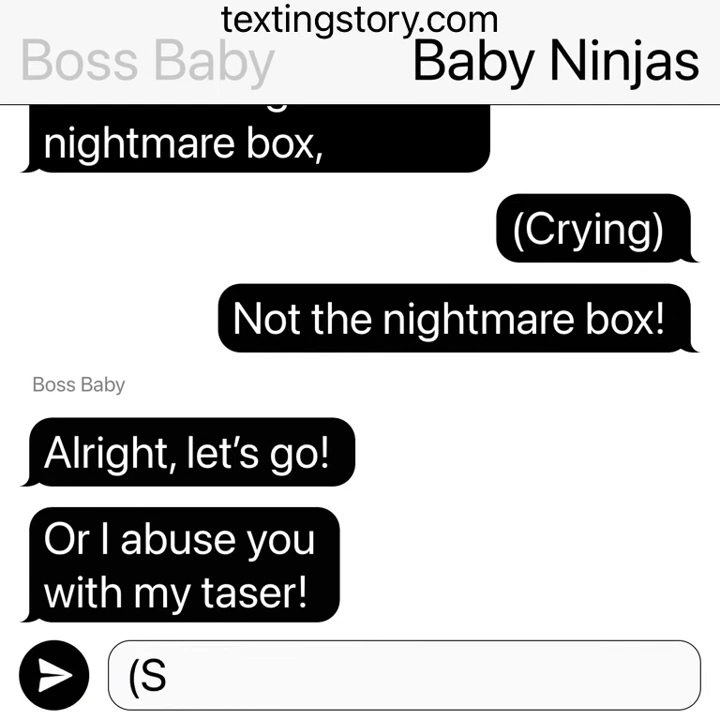 textingstory.com
Boss Baby
Baby Ninjas
nightmare box,
(Crying)
Not the nightmare box!
Boss Baby
Alright, let’s go!
Or I abuse you
with my taser!
(S